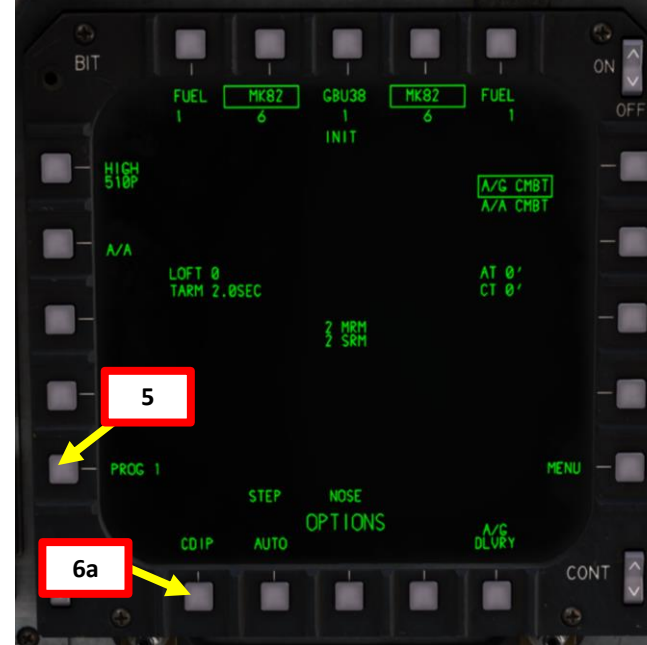 BIT
ON
OFF
FUEL MK82 GBU38 MK82 FUEL
1 6 1 6 1
INIT
HIGH
510P
A/G CMBT
A/A CMBT
A/A
LOFT 0
TARM 2.0SEC
AT 0'
CT 0'
2 MRM
2 SRM
5
PROG 1
MENU
STEP NOSE
OPTIONS
CDIP AUTO
A/G
DLVRY
6a
CONT